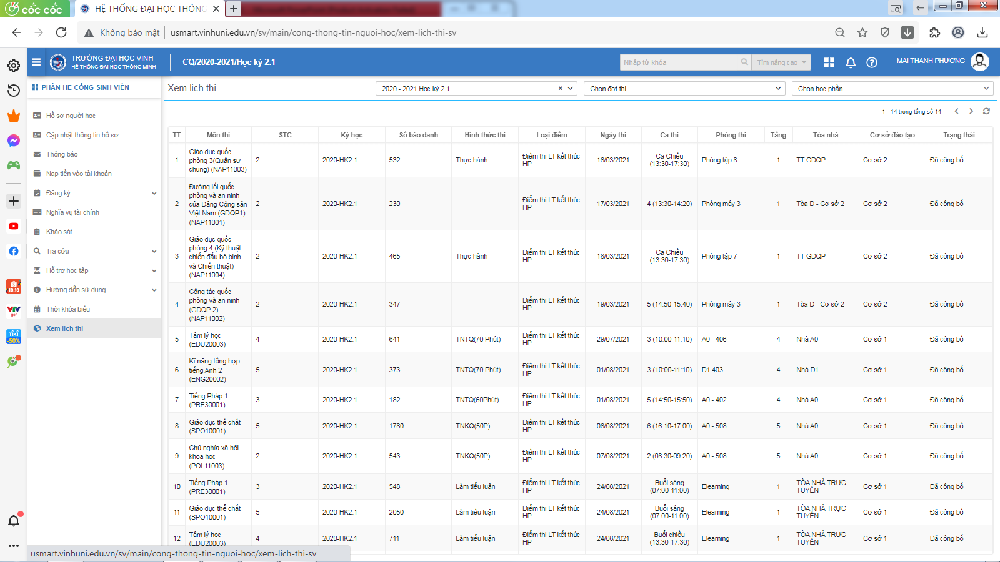 cốc cốc
HỆ THỐNG ĐẠI HỌC THÔNG
Không bảo mật
usmart.vinhuni.edu.vn/sv/main/cong-thong-tin-nguoi-hoc/xem-lich-thi-sv
TRƯỜNG ĐẠI HỌC VINH
HỆ THỐNG ĐẠI HỌC THÔNG MINH
CQ/2020-2021/Học kỳ 2.1
Nhập từ khóa
Tìm nâng cao
MAI THANH PHƯƠNG
PHÂN HỆ CỔNG SINH VIÊN
Hồ sơ người học
Cập nhật thông tin hồ sơ
Thông báo
Nạp tiền vào tài khoản
Đăng ký
Nghĩa vụ tài chính
Khảo sát
Tra cứu
Hỗ trợ học tập
Hướng dẫn sử dụng
Thời khóa biểu
Xem lịch thi
10.10
VTV
go
TIKI
-50%
Xem lịch thi
2020 - 2021 Học kỳ 2.1
Chọn đợt thi
Chọn học phần
1 - 14 trong tổng số 14
TT Môn thi STC Kỳ học Số báo danh Hình thức thi Loại điểm Ngày thi Ca thi Phòng thi Tầng Tòa nhà Cơ sở đào tạo Trạng thái
1 Giáo dục quốc phòng 3(Quân sự chung) (NAP11003) 2 2020-HK2.1 532 Thực hành Điểm thi LT kết thúc HP 16/03/2021 Ca Chiều (13:30-17:30) Phòng tập 8 1 TT GDQP Cơ sở 2 Đã công bố
2 Đường lối quốc phòng và an ninh của Đảng Cộng sản Việt Nam (GDQP1) (NAP11001) 2 2020-HK2.1 230 Điểm thi LT kết thúc HP 17/03/2021 4 (13:30-14:20) Phòng máy 3 1 Tòa D - Cơ sở 2 Cơ sở 2 Đã công bố
3 Giáo dục quốc phòng 4 (Kỹ thuật chiến đấu bộ binh và Chiến thuật) (NAP11004) 2 2020-HK2.1 465 Thực hành Điểm thi LT kết thúc HP 18/03/2021 Ca Chiều (13:30-17:30) Phòng tập 7 1 TT GDQP Cơ sở 2 Đã công bố
4 Công tác quốc phòng và an ninh (GDQP 2) (NAP11002) 2 2020-HK2.1 347 Điểm thi LT kết thúc HP 19/03/2021 5 (14:50-15:40) Phòng máy 3 1 Tòa D - Cơ sở 2 Cơ sở 2 Đã công bố
5 Tâm lý học (EDU20003) 4 2020-HK2.1 641 TNTQ(70 Phút) Điểm thi LT kết thúc HP 29/07/2021 3 (10:00-11:10) A0 - 406 4 Nhà A0 Cơ sở 1 Đã công bố
6 Kĩ năng tổng hợp tiếng Anh 2 (ENG20002) 5 2020-HK2.1 373 TNTQ(70 Phút) Điểm thi LT kết thúc HP 01/08/2021 3 (10:00-11:10) D1 403 4 Nhà D1 Cơ sở 1 Đã công bố
7 Tiếng Pháp 1 (PRE30001) 3 2020-HK2.1 182 TNTQ(60Phút) Điểm thi LT kết thúc HP 01/08/2021 5 (14:50-15:50) A0 - 402 4 Nhà A0 Cơ sở 1 Đã công bố
8 Giáo dục thể chất (SPO10001) 5 2020-HK2.1 1780 TNKQ(50P) Điểm thi LT kết thúc HP 06/08/2021 6 (16:10-17:00) A0 - 508 5 Nhà A0 Cơ sở 1 Đã công bố
9 Chủ nghĩa xã hội khoa học (POL11003) 2 2020-HK2.1 543 TNKQ(50P) Điểm thi LT kết thúc HP 07/08/2021 2 (08:30-09:20) A0 - 508 5 Nhà A0 Cơ sở 1 Đã công bố
10 Tiếng Pháp 1 (PRE30001) 3 2020-HK2.1 548 Làm tiểu luận Điểm thi LT kết thúc HP 24/08/2021 Buổi sáng (07:00-11:00) Elearning 1 TÒA NHÀ TRỰC TUYẾN Cơ sở 1 Đã công bố
11 Giáo dục thể chất (SPO10001) 5 2020-HK2.1 2050 Làm tiểu luận Điểm thi LT kết thúc HP 24/08/2021 Buổi sáng (07:00-11:00) Elearning 1 TÒA NHÀ TRỰC TUYẾN Cơ sở 1 Đã công bố
12 Tâm lý học (EDU20003) 4 2020-HK2.1 711 Làm tiểu luận Điểm thi LT kết thúc HP 24/08/2021 Buổi chiều (13:30-17:30) Elearning 1 TÒA NHÀ TRỰC TUYẾN Cơ sở 1 Đã công bố
usmart.vinhuni.edu.vn/sv/main/cong-thong-tin-nguoi-hoc/xem-lich-thi-sv